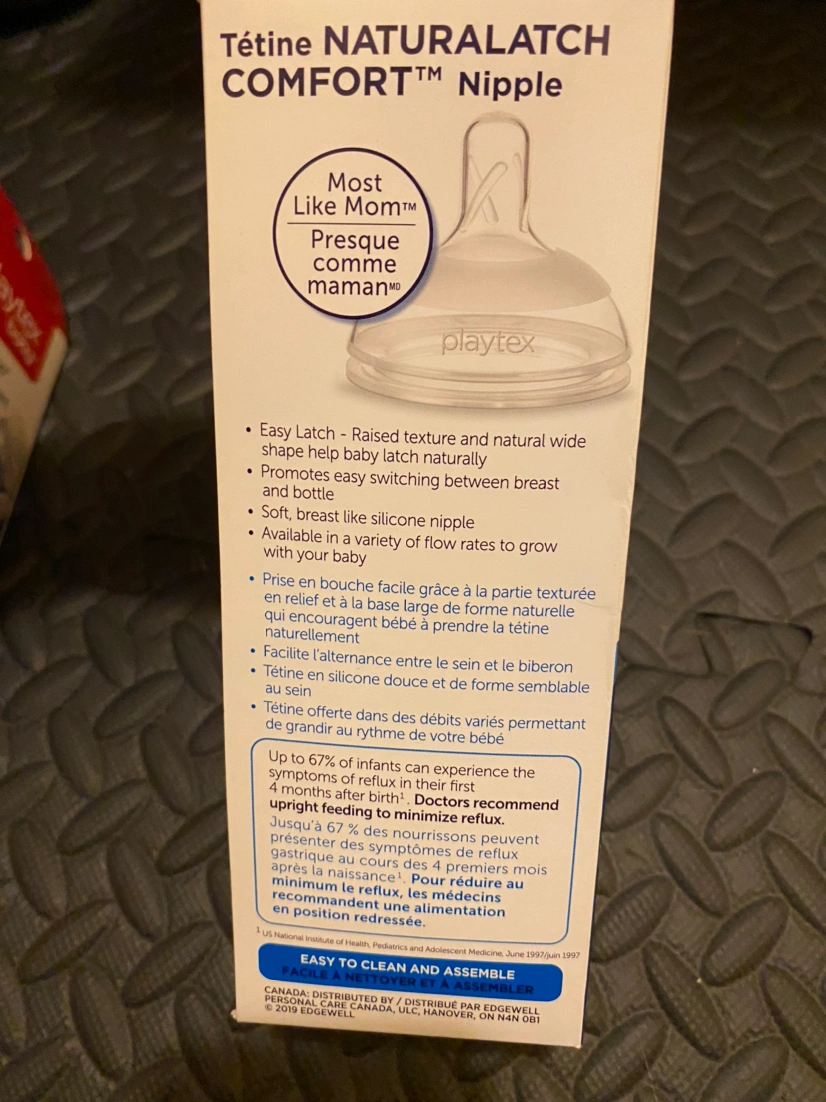 Tétine NATURALATCH
COMFORT™ Nipple
Most
Like Mom™
Presque
comme
mamanMD
playtex
• Easy Latch - Raised texture and natural wide
shape help baby latch naturally
• Promotes easy switching between breast
and bottle
• Soft, breast like silicone nipple
• Available in a variety of flow rates to grow
with your baby
• Prise en bouche facile grâce à la partie texturée
en relief et à la base large de forme naturelle
qui encouragent bébé à prendre la tétine
naturellement
• Facilite l'alternance entre le sein et le biberon
• Tétine en silicone douce et de forme semblable
au sein
• Tétine offerte dans des débits variés permettant
de grandir au rythme de votre bébé
Up to 67% of infants can experience the
symptoms of reflux in their first
4 months after birth¹. Doctors recommend
upright feeding to minimize reflux.
Jusqu'à 67 % des nourrissons peuvent
présenter des symptômes de reflux
gastrique au cours des 4 premiers mois
après la naissance¹. Pour réduire au
minimum le reflux, les médecins
recommandent une alimentation
en position redressée.
¹ US National Institute of Health, Pediatrics and Adolescent Medicine, June 1997/juin 1997
EASY TO CLEAN AND ASSEMBLE
FACILE À NETTOYER ET À ASSEMBLER
CANADA: DISTRIBUTED BY / DISTRIBUÉ PAR EDGEWELL
PERSONAL CARE CANADA, ULC, HANOVER, ON N4N 0B1
© 2019 EDGEWELL